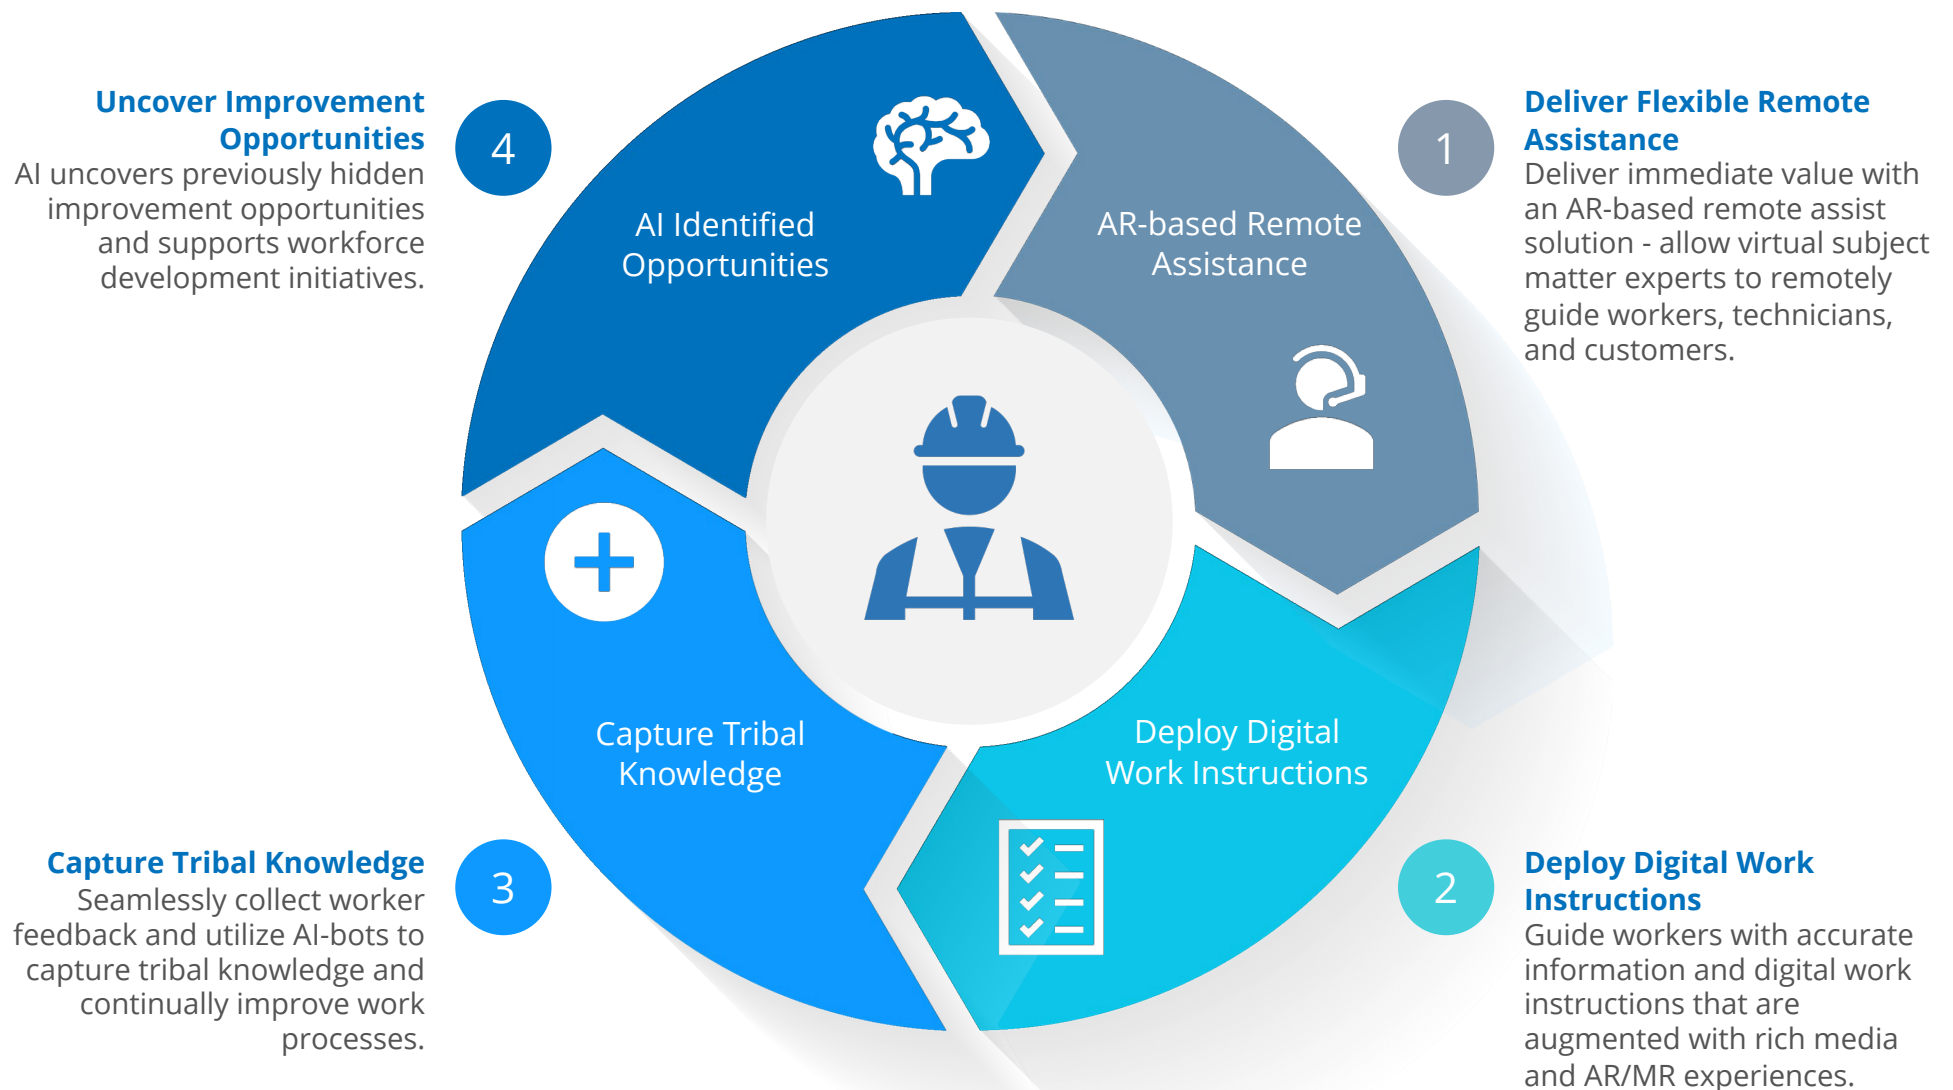 Uncover Improvement
Opportunities
AI uncovers previously hidden
improvement opportunities
and supports workforce
development initiatives.
4
AI Identified
Opportunities
AR-based Remote
Assistance
1
Deliver Flexible Remote
Assistance
Deliver immediate value with
an AR-based remote assist
solution - allow virtual subject
matter experts to remotely
guide workers, technicians,
and customers.
Capture Tribal
Knowledge
Deploy Digital
Work Instructions
Capture Tribal Knowledge
Seamlessly collect worker
feedback and utilize AI-bots to
capture tribal knowledge and
continually improve work
processes.
3
2
Deploy Digital Work
Instructions
Guide workers with accurate
information and digital work
instructions that are
augmented with rich media
and AR/MR experiences.